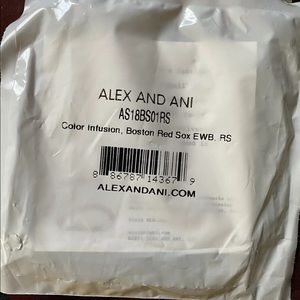 ALEX AND ANI
AS18BS01RS
Color Infusion, Boston Red Sox EWB, RS
8 86787 14367 9
ALEXANDANI.COM